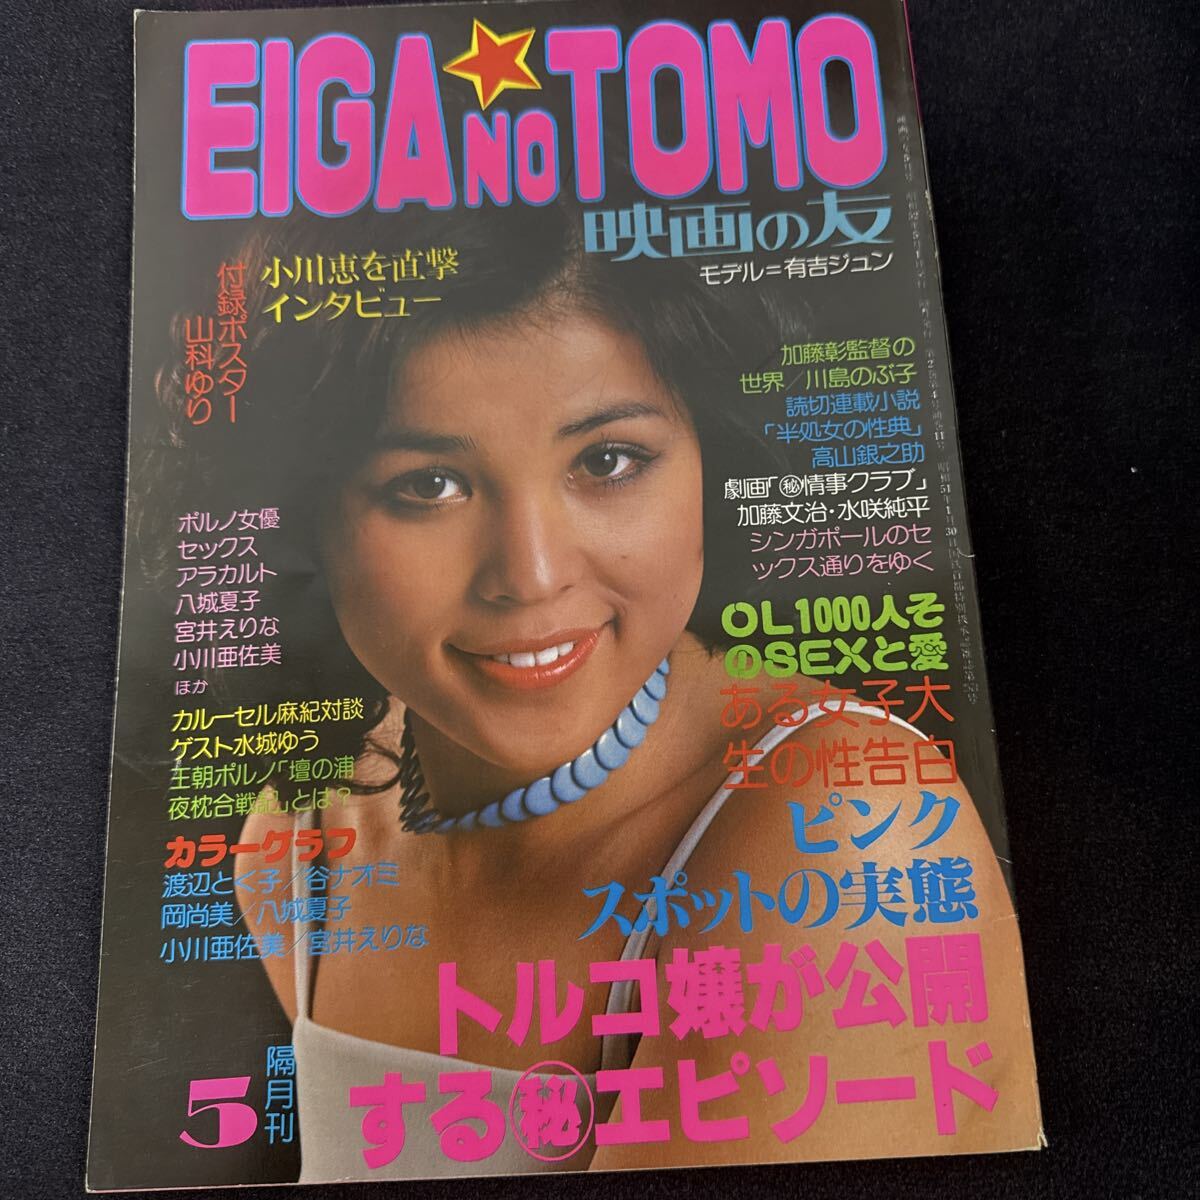 EIGA NO TOMO
映画の友
モデル=有吉ジュン
小川恵を直撃
インタビュー
付録ポスター
山科ゆり
加藤彰監督の
世界/川島のぶ子
読切連載小説
「半処女の性典」
高山銀之助
劇画「㊙情事クラブ」
加藤文治・水咲純平
シンガポールのセ
ックス通りをゆく
OL1000人そ
のSEXと愛
ある女子大
生の性告白
ピンク
スポットの実態
ポルノ女優
セックス
アラカルト
八城夏子
宮井えりな
小川亜佐美
ほか
カルーセル麻紀対談
ゲスト水城ゆう
王朝ポルノ「壇の浦
夜枕合戦記」とは?
カラーグラフ
渡辺とく子/谷ナオミ
岡尚美/八城夏子
小川亜佐美/宮井えりな
トルコ嬢が公開
する㊙エピソード
5
隔月刊